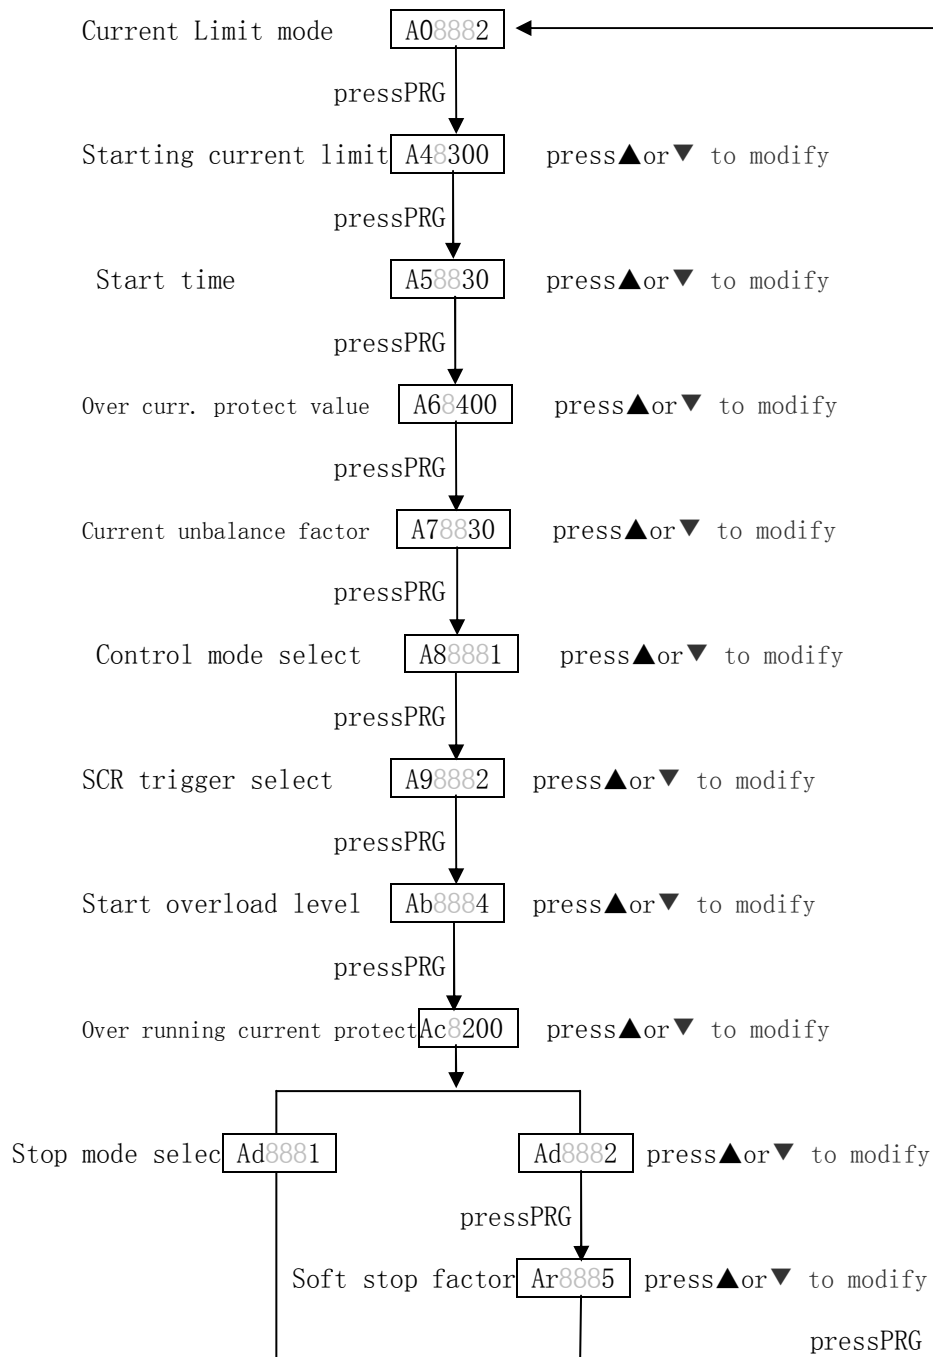 Current Limit mode A08882
pressPRG
Starting current limit A48300 press▲or▼ to modify
pressPRG
Start time A58830 press▲or▼ to modify
pressPRG
Over curr. protect value A68400 press▲or▼ to modify
pressPRG
Current unbalance factor A78830 press▲or▼ to modify
pressPRG
Control mode select A88881 press▲or▼ to modify
pressPRG
SCR trigger select A98882 press▲or▼ to modify
pressPRG
Start overload level Ab8884 press▲or▼ to modify
pressPRG
Over running current protect Ac8200 press▲or▼ to modify
Stop mode selec Ad8881 Ad8882 press▲or▼ to modify
pressPRG
Soft stop factor Ar8885 press▲or▼ to modify
pressPRG